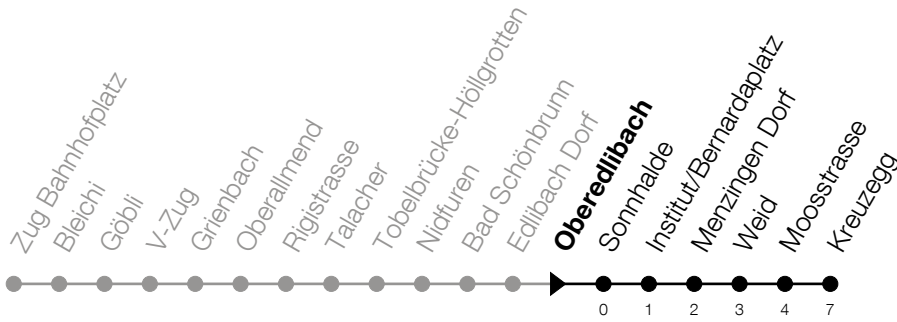 Zug Bahnhofplatz
Bleichi
Göbli
V-Zug
Grienbach
Oberallmend
Rigistrasse
Talacher
Tobelbrücke-Höllgrotten
Nidfuren
Bad Schönbrunn
Edlibach Dorf
Oberedlibach
Sonnhalde
Institut/Bernardaplatz
Menzingen Dorf
Weid
Moosstrasse
Kreuzegg
0 1 2 3 4 7